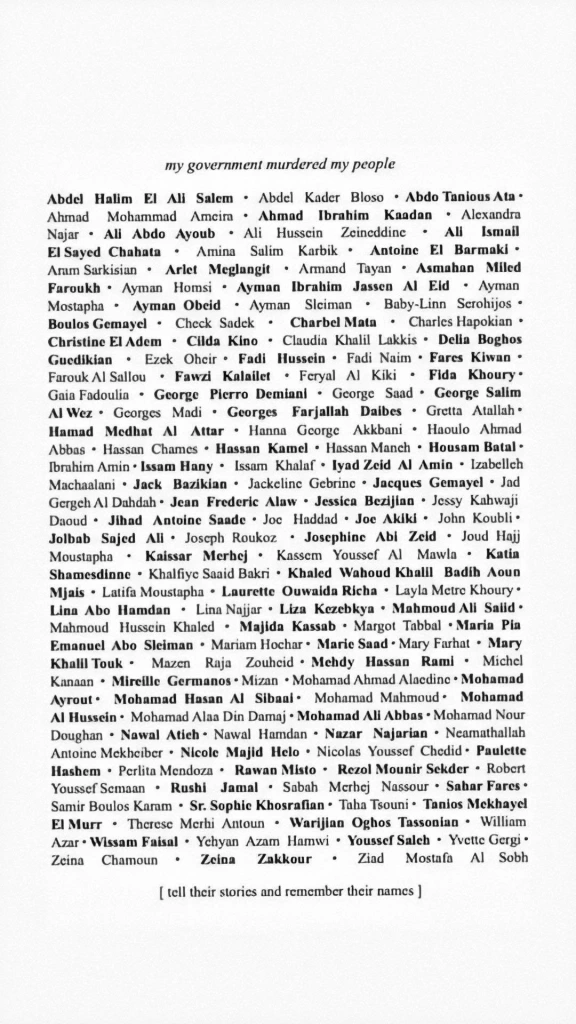 my government murdered my people
Abdel Halim El Ali Salem • Abdel Kader Bloso • Abdo Tanious Ata •
Ahmad Mohammad Ameira • Ahmad Ibrahim Kaadan • Alexandra
Najar • Ali Abdo Ayoub • Ali Hussein Zeineddine • Ali Ismail
El Sayed Chahata • Amina Salim Karbik • Antoine El Barmaki •
Aram Sarkisian • Arlet Meglangit • Armand Tayan • Asmahan Miled
Faroukh • Ayman Homsi • Ayman Ibrahim Jassen Al Eid • Ayman
Mostapha • Ayman Obeid • Ayman Sleiman • Baby-Linn Serohijos •
Boulos Gemayel • Check Sadek • Charbel Mata • Charles Hapokian •
Christine El Adem • Cilda Kino • Claudia Khalil Lakkis • Delia Boghos
Guedikian • Ezek Oheir • Fadi Hussein • Fadi Naim • Fares Kiwan •
Farouk Al Sallou • Fawzi Kalailet • Feryal Al Kiki • Fida Khoury •
Gaia Fadoulia • George Pierro Demiani • George Saad • George Salim
Al Wez • Georges Madi • Georges Farjallah Daibes • Gretta Atallah •
Hamad Medhat Al Attar • Hanna George Akkbani • Haoulo Ahmad
Abbas • Hassan Chames • Hassan Kamel • Hassan Maneh • Housam Batal •
Ibrahim Amin • Issam Hany • Issam Khalaf • Iyad Zeid Al Amin • Izabelleh
Machaalani • Jack Bazikian • Jackeline Gebrine • Jacques Gemayel • Jad
Gergeh Al Dahdah • Jean Frederic Alaw • Jessica Bezijian • Jessy Kahwaji
Daoud • Jihad Antoine Saade • Joe Haddad • Joe Akiki • John Koubli •
Jolbab Sajed Ali • Joseph Roukoz • Josephine Abi Zeid • Joud Hajj
Moustapha • Kaissar Merhej • Kassem Youssef Al Mawla • Katia
Shamesdinne • Khalfiye Saaid Bakri • Khaled Wahoud Khalil Badih Aoun
Mjais • Latifa Moustapha • Laurette Ouwaida Richa • Layla Metre Khoury •
Lina Abo Hamdan • Lina Najjar • Liza Kezebkya • Mahmoud Ali Saiid •
Mahmoud Hussein Khaled • Majida Kassab • Margot Tabbal • Maria Pia
Emanuel Abo Sleiman • Mariam Hochar • Marie Saad • Mary Farhat • Mary
Khalil Touk • Mazen Raja Zouheid • Mehdy Hassan Rami • Michel
Kanaan • Mireille Germanos • Mizan • Mohamad Ahmad Alaedine • Mohamad
Ayrout • Mohamad Hasan Al Sibaai • Mohamad Mahmoud • Mohamad
Al Hussein • Mohamad Alaa Din Damaj • Mohamad Ali Abbas • Mohamad Nour
Doughan • Nawal Atieh • Nawal Hamdan • Nazar Najarian • Neamathallah
Antoine Mekheiber • Nicole Majid Helo • Nicolas Youssef Chedid • Paulette
Hashem • Perlita Mendoza • Rawan Misto • Rezol Mounir Sekder • Robert
Youssef Semaan • Rushi Jamal • Sabah Merhej Nassour • Sahar Fares •
Samir Boulos Karam • Sr. Sophie Khosrafian • Taha Tsouni • Tanios Mekhayel
El Murr • Therese Merhi Antoun • Warijian Oghos Tassonian • William
Azar • Wissam Faisal • Yehyan Azam Hamwi • Youssef Saleh • Yvette Gergi •
Zeina Chamoun • Zeina Zakkour • Ziad Mostafa Al Sobh
[ tell their stories and remember their names ]